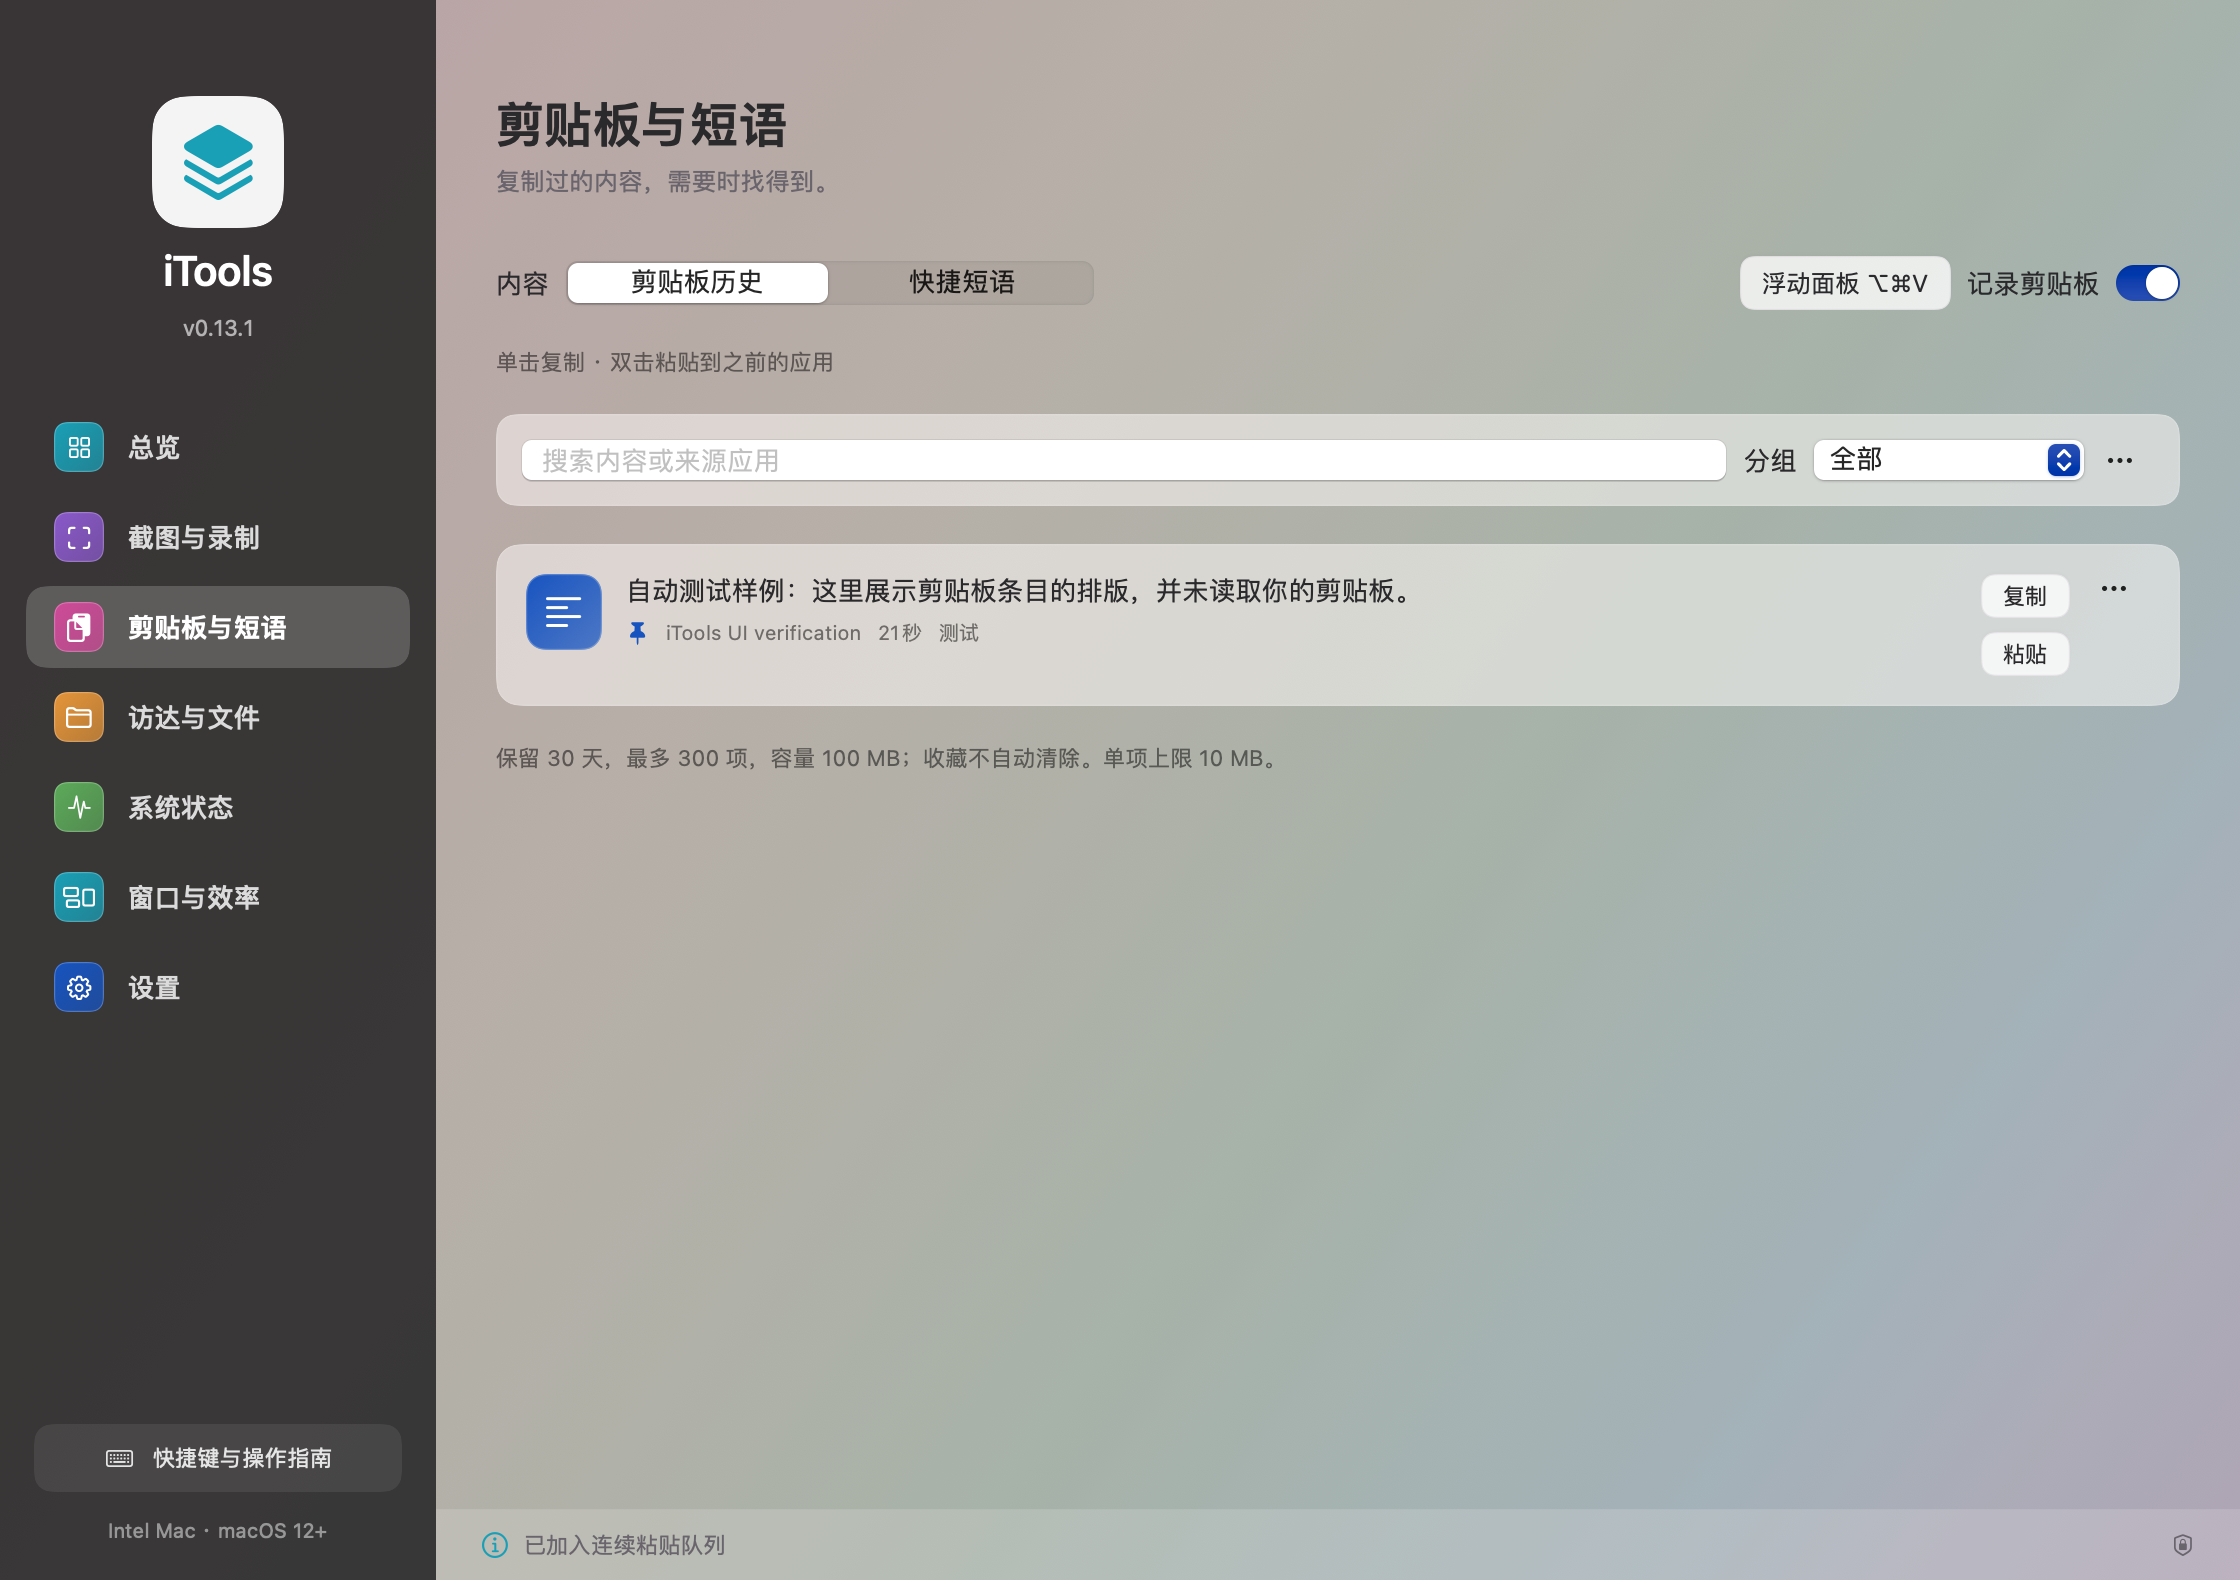 iTools
v0.13.1
总览
截图与录制
剪贴板与短语
访达与文件
系统状态
窗口与效率
设置
快捷键与操作指南
Intel Mac · macOS 12+
剪贴板与短语
复制过的内容，需要时找得到。
内容 剪贴板历史 快捷短语 浮动面板 ⌥⌘V 记录剪贴板
单击复制 · 双击粘贴到之前的应用
搜索内容或来源应用 分组 全部
自动测试样例：这里展示剪贴板条目的排版，并未读取你的剪贴板。
iTools UI verification 21秒 测试
复制
粘贴
保留 30 天，最多 300 项，容量 100 MB；收藏不自动清除。单项上限 10 MB。
已加入连续粘贴队列